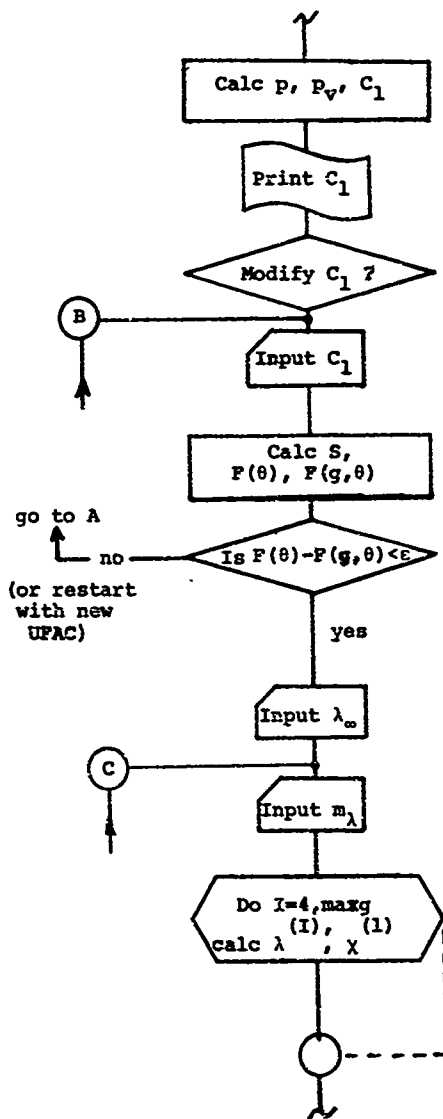 Calc p, p_v, C_1
Print C_1
Modify C_1 ?
B
Input C_1
Calc S,
F(θ), F(g,θ)
go to A
no
Is F(θ)-F(g,θ)<ε
(or restart
with new
UFAC)
yes
Input λ_∞
C
Input m_λ
Do I=4,maxg
calc λ^(I), χ^(1)